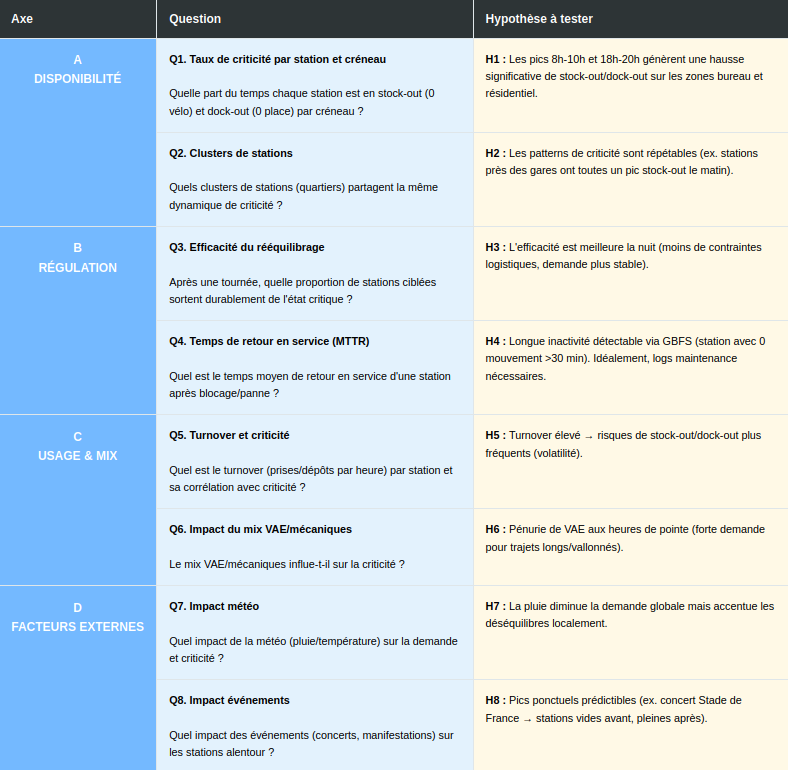 Axe
Question
Hypothèse à tester
A
DISPONIBILITÉ
Q1. Taux de criticité par station et créneau
Quelle part du temps chaque station est en stock-out (0
vélo) et dock-out (0 place) par créneau ?
H1 : Les pics 8h-10h et 18h-20h génèrent une hausse
significative de stock-out/dock-out sur les zones bureau et
résidentiel.
Q2. Clusters de stations
Quels clusters de stations (quartiers) partagent la même
dynamique de criticité ?
H2 : Les patterns de criticité sont répétables (ex. stations
près des gares ont toutes un pic stock-out le matin).
B
RÉGULATION
Q3. Efficacité du rééquilibrage
Après une tournée, quelle proportion de stations ciblées
sortent durablement de l'état critique ?
H3 : L'efficacité est meilleure la nuit (moins de contraintes
logistiques, demande plus stable).
Q4. Temps de retour en service (MTTR)
Quel est le temps moyen de retour en service d'une station
après blocage/panne ?
H4 : Longue inactivité détectable via GBFS (station avec 0
mouvement >30 min). Idéalement, logs maintenance
nécessaires.
C
USAGE & MIX
Q5. Turnover et criticité
Quel est le turnover (prises/dépôts par heure) par station et
sa corrélation avec criticité ?
H5 : Turnover élevé → risques de stock-out/dock-out plus
fréquents (volatilité).
Q6. Impact du mix VAE/mécaniques
Le mix VAE/mécaniques influe-t-il sur la criticité ?
H6 : Pénurie de VAE aux heures de pointe (forte demande
pour trajets longs/vallonnés).
D
FACTEURS EXTERNES
Q7. Impact météo
Quel impact de la météo (pluie/température) sur la demande
et criticité ?
H7 : La pluie diminue la demande globale mais accentue les
déséquilibres localement.
Q8. Impact événements
Quel impact des événements (concerts, manifestations) sur
les stations alentour ?
H8 : Pics ponctuels prédictibles (ex. concert Stade de
France → stations vides avant, pleines après).